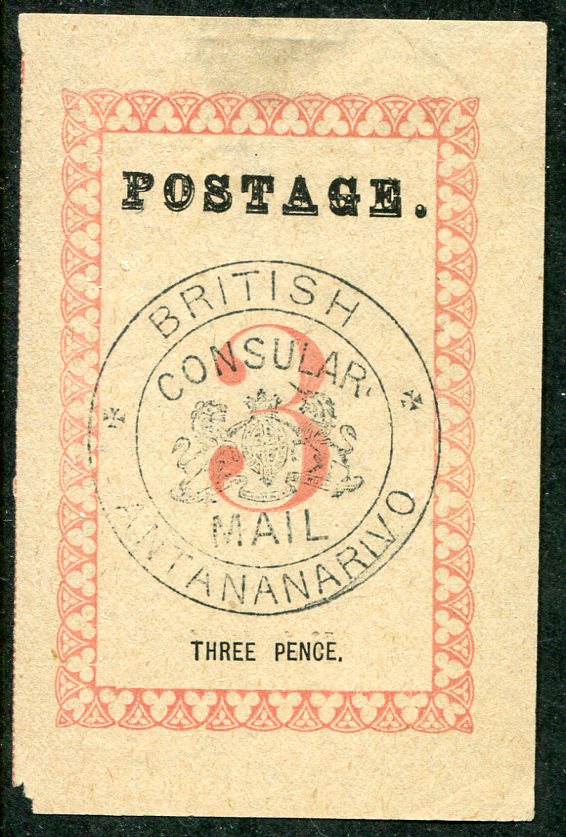 POSTAGE.
BRITISH
CONSULAR
3
MAIL
ANTANANARIVO
THREE PENCE.